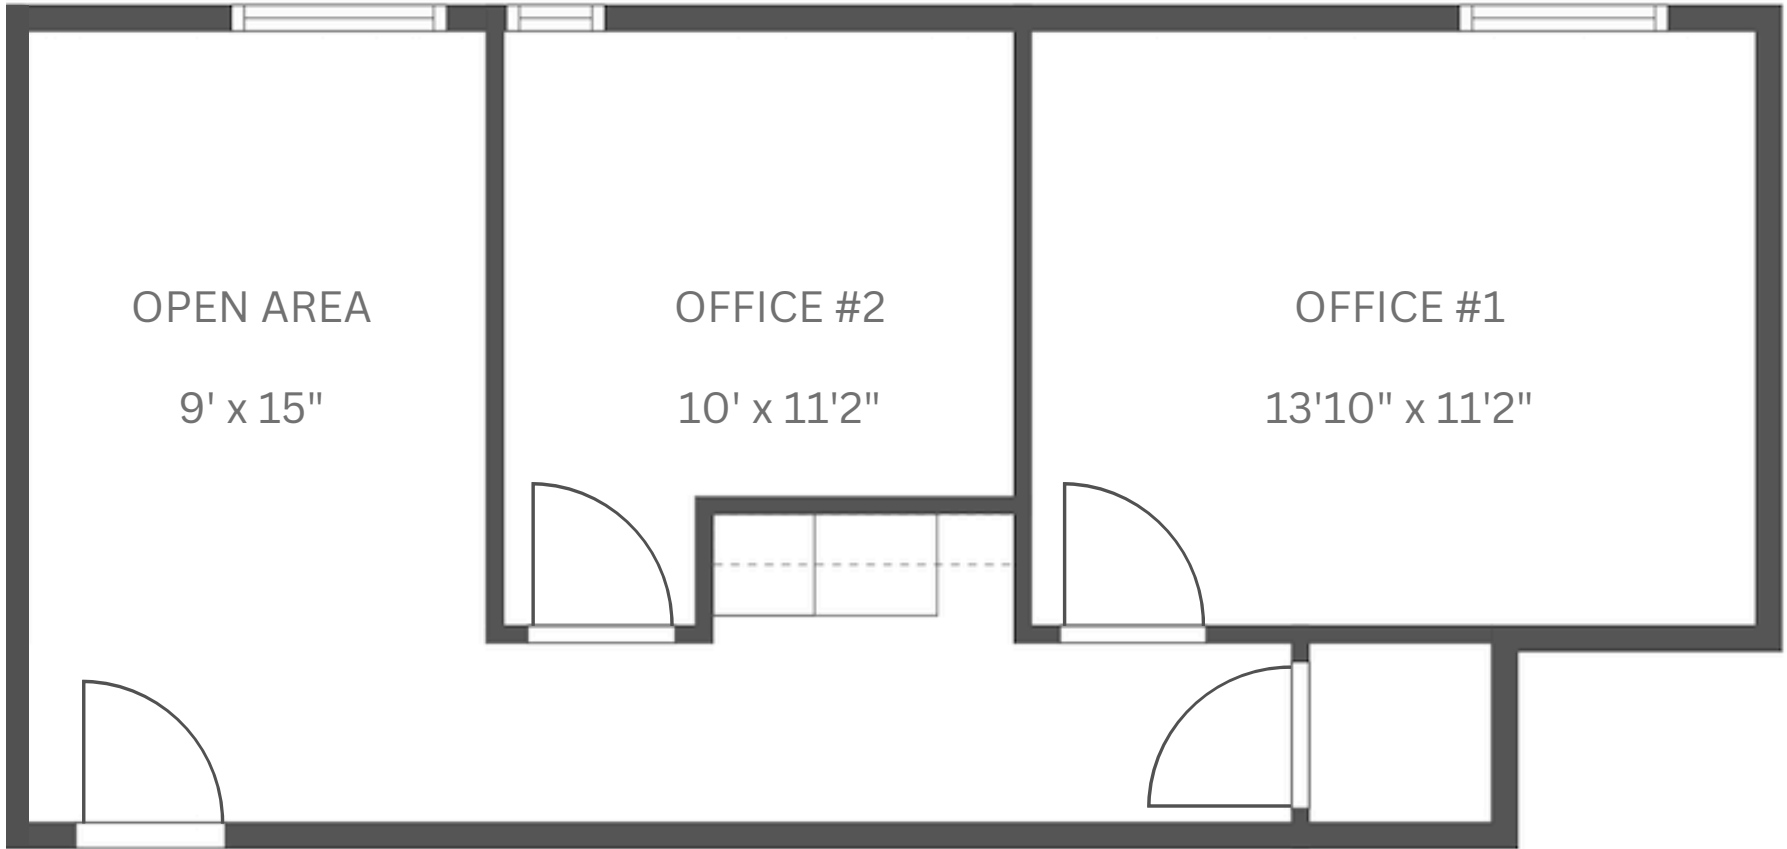 OPEN AREA
9' x 15"
OFFICE #2
10' x 11'2"
OFFICE #1
13'10" x 11'2"